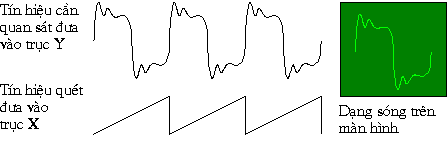 Tín hiệu cần
quan sát đưa
vào trục Y
Tín hiệu quét
đưa vào
trục X
Dạng sóng trên
màn hình